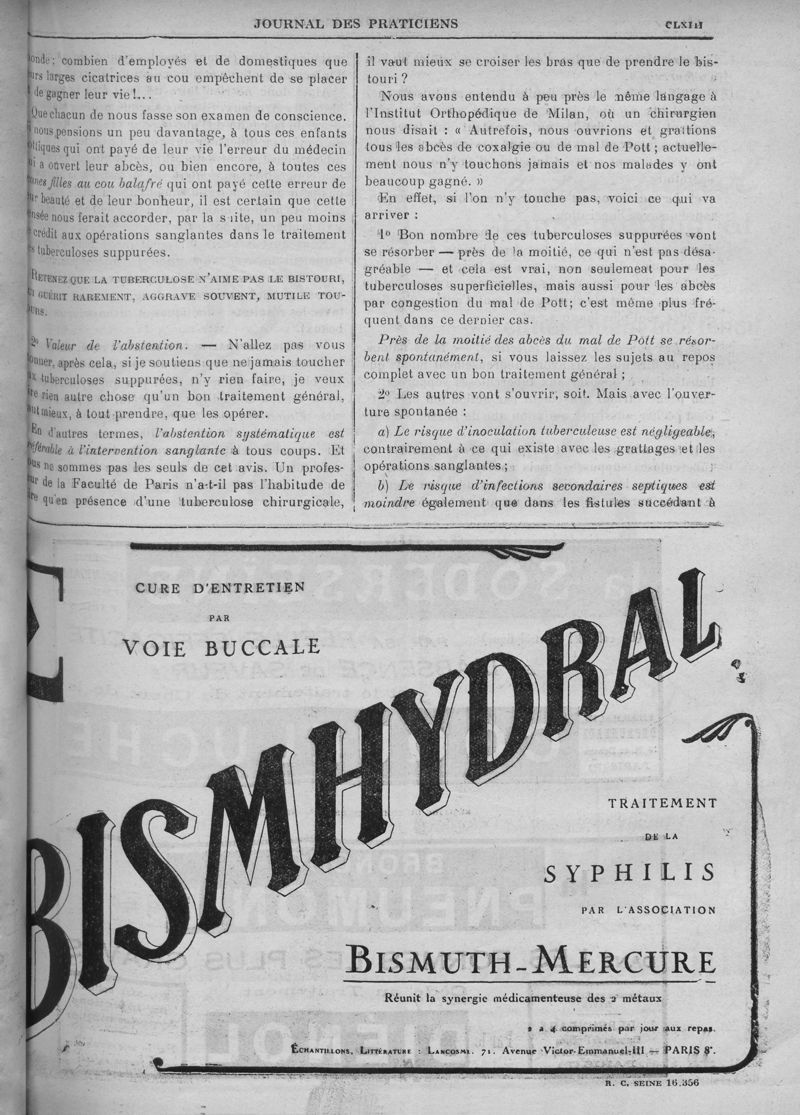 JOURNAL DES PRATICIENS
onde; combien d'employés et de domestiques que
urs larges cicatrices au cou empêchent de se placer
de gagner leur vie !...
Que chacun de nous fasse son examen de conscience.
nous pensions un peu davantage, à tous ces enfants
tiques qui ont payé de leur vie l'erreur du médecin
ui a ouvert leur abcès, ou bien encore, à toutes ces
nes filles au cou balafré qui ont payé cette erreur de
ur beauté et de leur bonheur, il est certain que cette
nsée nous ferait accorder, par la suite, un peu moins
crédit aux opérations sanglantes dans le traitement
s tuberculoses suppurées.
RETENEZ QUE LA TUBERCULOSE N'AIME PAS LE BISTOURI,
UI GUÉRIT RAREMENT, AGGRAVE SOUVENT, MUTILE TOU-
URS.
2º Valeur de l'abstention. — N'allez pas vous
onner, après cela, si je soutiens que ne jamais toucher
ux tuberculoses suppurées, n'y rien faire, je veux
re rien autre chose qu'un bon traitement général,
ut mieux, à tout prendre, que les opérer.
En d'autres termes, l'abstention systématique est
éférable à l'intervention sanglante à tous coups. Et
ous ne sommes pas les seuls de cet avis. Un profes-
ur de la Faculté de Paris n'a-t-il pas l'habitude de
re qu'en présence d'une tuberculose chirurgicale,
il vaut mieux se croiser les bras que de prendre le bis-
touri ?
Nous avons entendu à peu près le même langage à
l'Institut Orthopédique de Milan, où un chirurgien
nous disait : « Autrefois, nous ouvrions et grattions
tous les abcès de coxalgie ou de mal de Pott ; actuelle-
ment nous n'y touchons jamais et nos malades y ont
beaucoup gagné. »
En effet, si l'on n'y touche pas, voici ce qui va
arriver :
1º Bon nombre de ces tuberculoses suppurées vont
se résorber — près de la moitié, ce qui n'est pas désa-
gréable — et cela est vrai, non seulement pour les
tuberculoses superficielles, mais aussi pour les abcès
par congestion du mal de Pott; c'est même plus fré-
quent dans ce dernier cas.
Près de la moitié des abcès du mal de Pott se résor-
bent spontanément, si vous laissez les sujets au repos
complet avec un bon traitement général ;
2º Les autres vont s'ouvrir, soit. Mais avec l'ouver-
ture spontanée :
a) Le risque d'inoculation tuberculeuse est négligeable,
contrairement à ce qui existe avec les grattages et les
opérations sanglantes ;
b) Le risque d'infections secondaires septiques est
moindre également que dans les fistules succédant à
CURE D'ENTRETIEN
PAR
VOIE BUCCALE
BISMHYDRAL
TRAITEMENT
DE LA
SYPHILIS
PAR L'ASSOCIATION
BISMUTH-MERCURE
Réunit la synergie médicamenteuse des 2 métaux
2 a 4 comprimés par jour aux repas.
ÉCHANTILLONS, LITTÉRATURE : LANCOSME, 71, Avenue Victor-Emmanuel-III — PARIS 8e.
R. C. SEINE 16.356